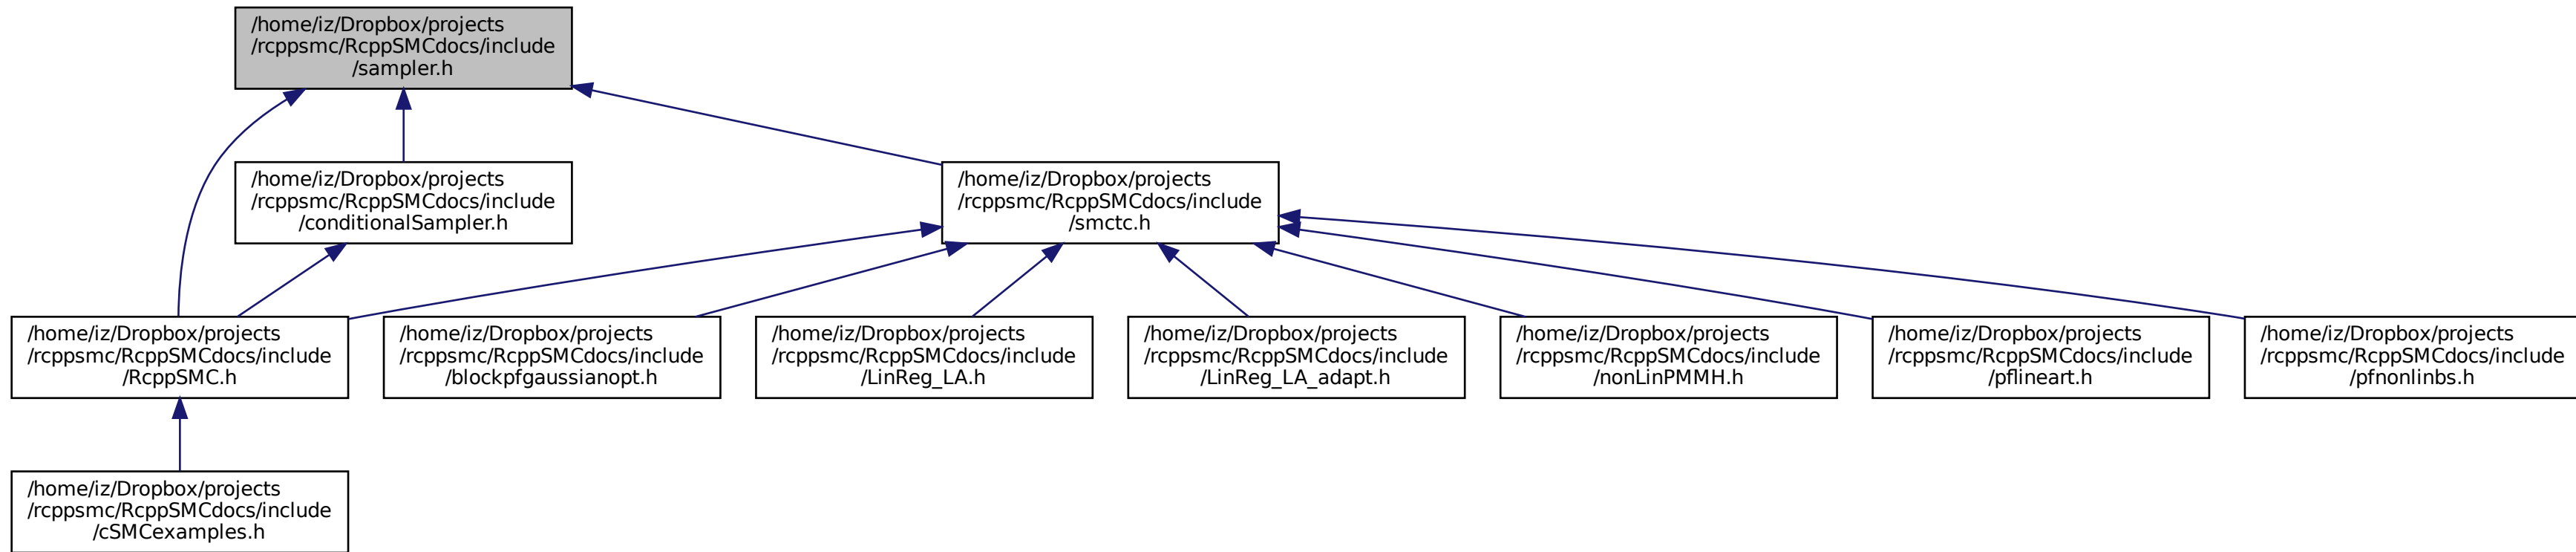 /home/iz/Dropbox/projects
/rcppsmc/RcppSMCdocs/include
/sampler.h
/home/iz/Dropbox/projects
/rcppsmc/RcppSMCdocs/include
/conditionalSampler.h
/home/iz/Dropbox/projects
/rcppsmc/RcppSMCdocs/include
/smctc.h
/home/iz/Dropbox/projects
/rcppsmc/RcppSMCdocs/include
/RcppSMC.h
/home/iz/Dropbox/projects
/rcppsmc/RcppSMCdocs/include
/blockpfgaussianopt.h
/home/iz/Dropbox/projects
/rcppsmc/RcppSMCdocs/include
/LinReg_LA.h
/home/iz/Dropbox/projects
/rcppsmc/RcppSMCdocs/include
/LinReg_LA_adapt.h
/home/iz/Dropbox/projects
/rcppsmc/RcppSMCdocs/include
/nonLinPMMH.h
/home/iz/Dropbox/projects
/rcppsmc/RcppSMCdocs/include
/pflineart.h
/home/iz/Dropbox/projects
/rcppsmc/RcppSMCdocs/include
/pfnonlinbs.h
/home/iz/Dropbox/projects
/rcppsmc/RcppSMCdocs/include
/cSMCexamples.h